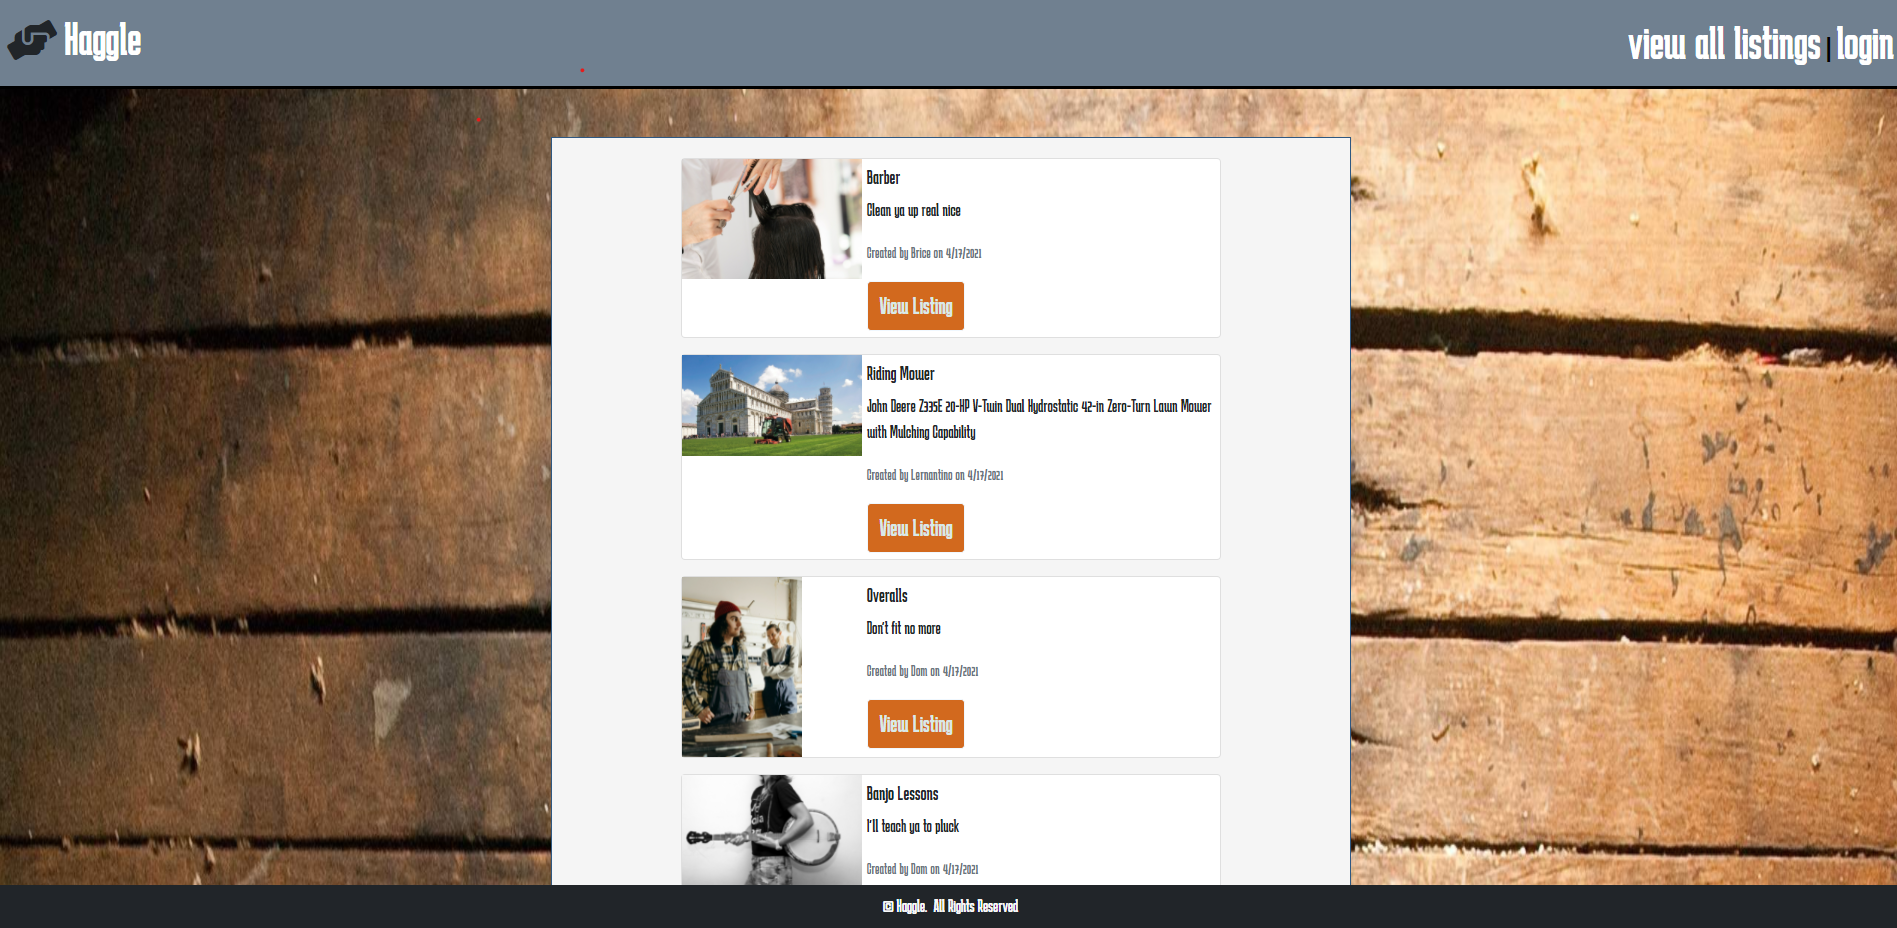 Haggle
view all listings | login
Barber
Clean ya up real nice
Created by Brice on 4/17/2021
View Listing
Riding Mower
John Deere Z335E 20-HP V-Twin Dual Hydrostatic 42-in Zero-Turn Lawn Mower
with Mulching Capability
Created by Lernantino on 4/17/2021
View Listing
Overalls
Don't fit no more
Created by Dom on 4/17/2021
View Listing
Banjo Lessons
I'll teach ya to pluck
Created by Dom on 4/17/2021
© Haggle. All Rights Reserved